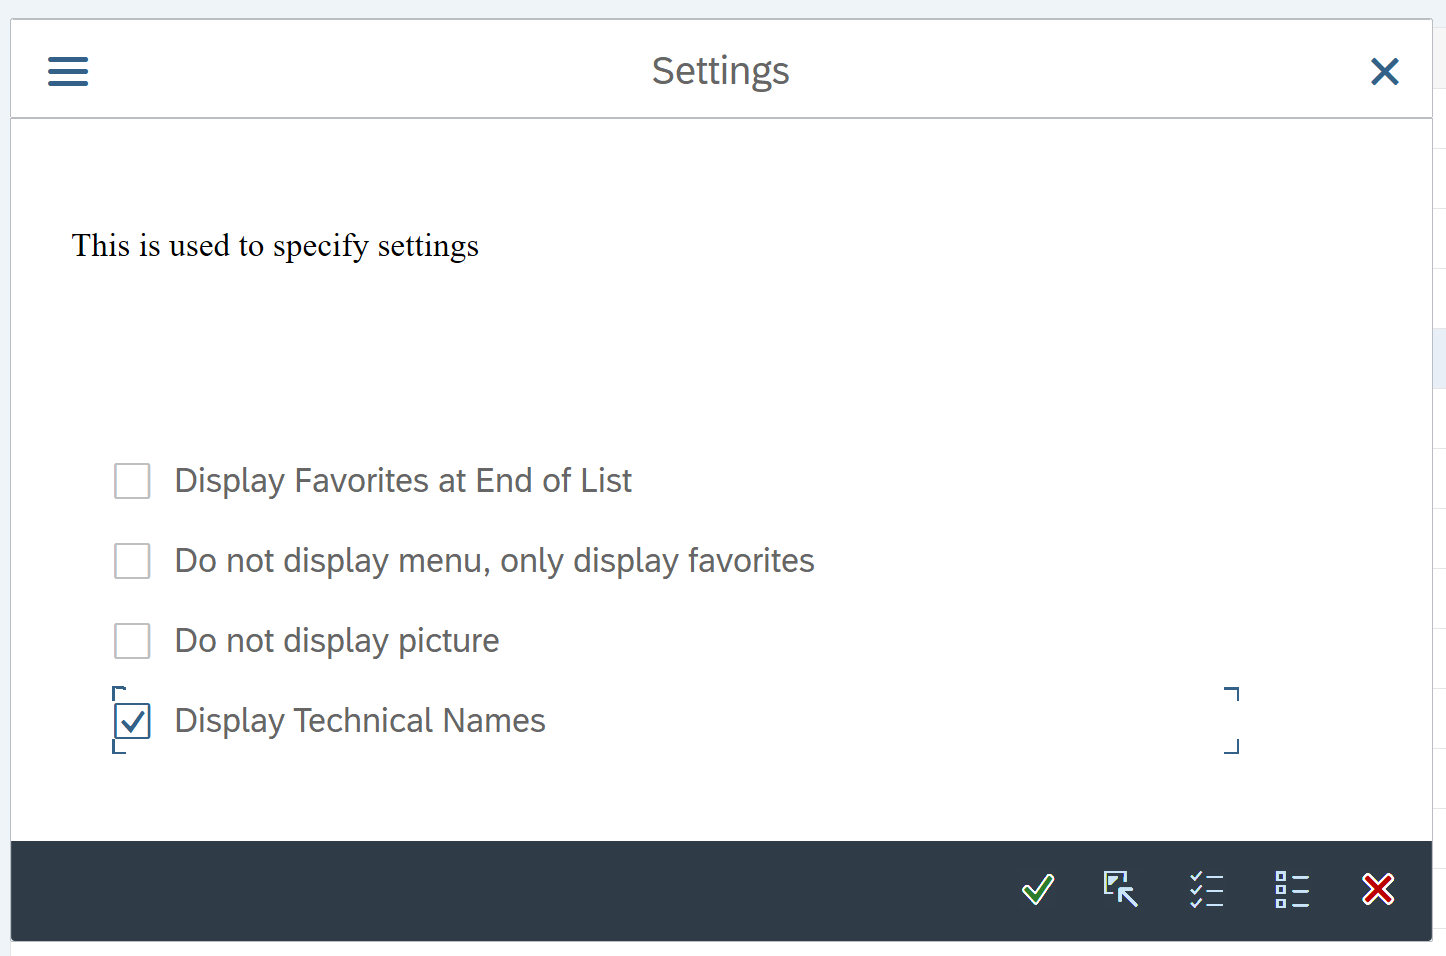 Settings
This is used to specify settings
Display Favorites at End of List
Do not display menu, only display favorites
Do not display picture
Display Technical Names